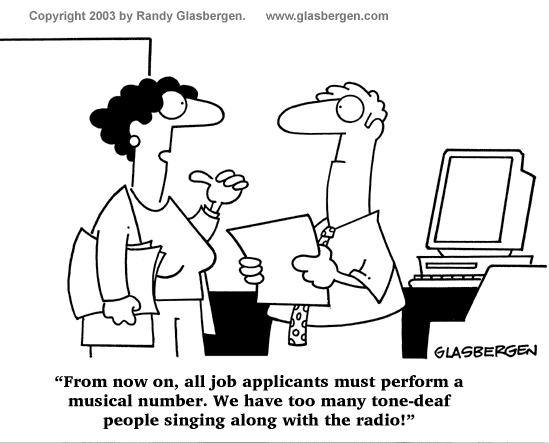 Copyright 2003 by Randy Glasbergen. www.glasbergen.com
GLASBERGEN
“From now on, all job applicants must perform a
musical number. We have too many tone-deaf
people singing along with the radio!”